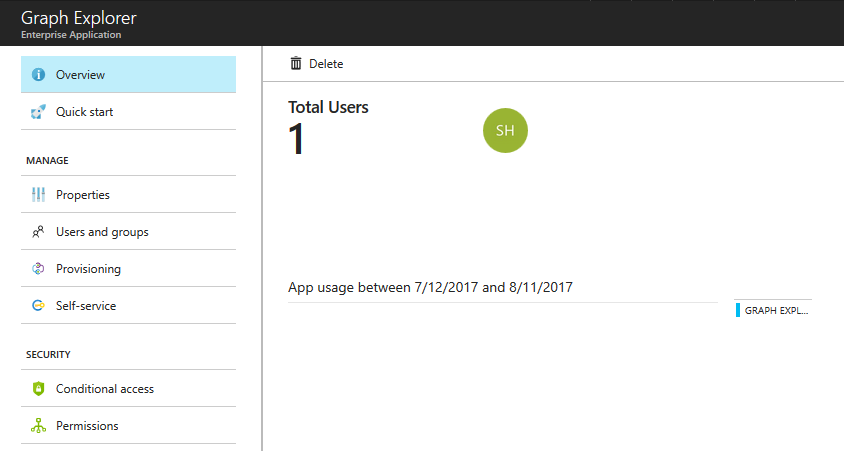 Graph Explorer
Enterprise Application
Overview
Quick start
MANAGE
Properties
Users and groups
Provisioning
Self-service
SECURITY
Conditional access
Permissions
Delete
Total Users
1
SH
App usage between 7/12/2017 and 8/11/2017
GRAPH EXPL...